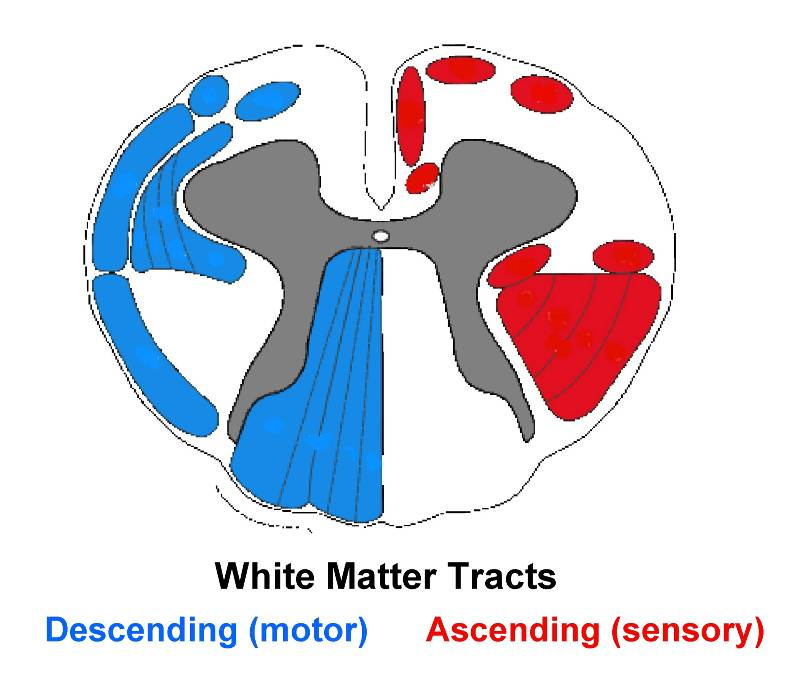 White Matter Tracts
Descending (motor) Ascending (sensory)